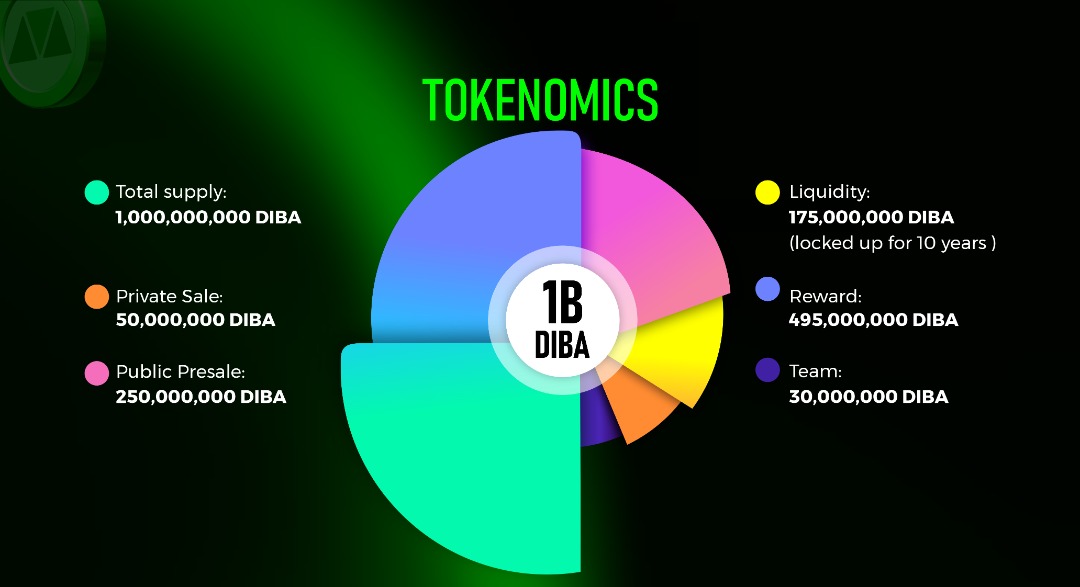 TOKENOMICS
Total supply:
1,000,000,000 DIBA
Private Sale:
50,000,000 DIBA
Public Presale:
250,000,000 DIBA
1B
DIBA
Liquidity:
175,000,000 DIBA
(locked up for 10 years )
Reward:
495,000,000 DIBA
Team:
30,000,000 DIBA